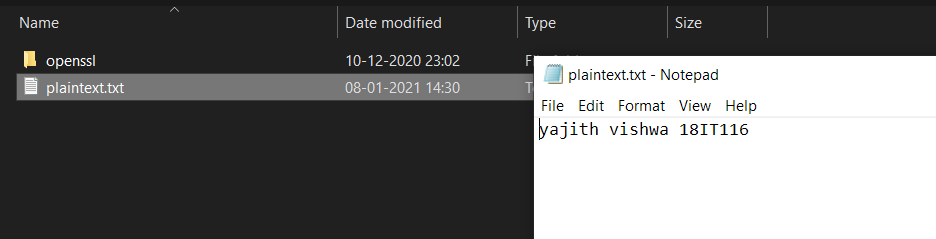 Name Date modified Type Size
openssl 10-12-2020 23:02
plaintext.txt 08-01-2021 14:30
plaintext.txt - Notepad
File Edit Format View Help
yajith vishwa 18IT116